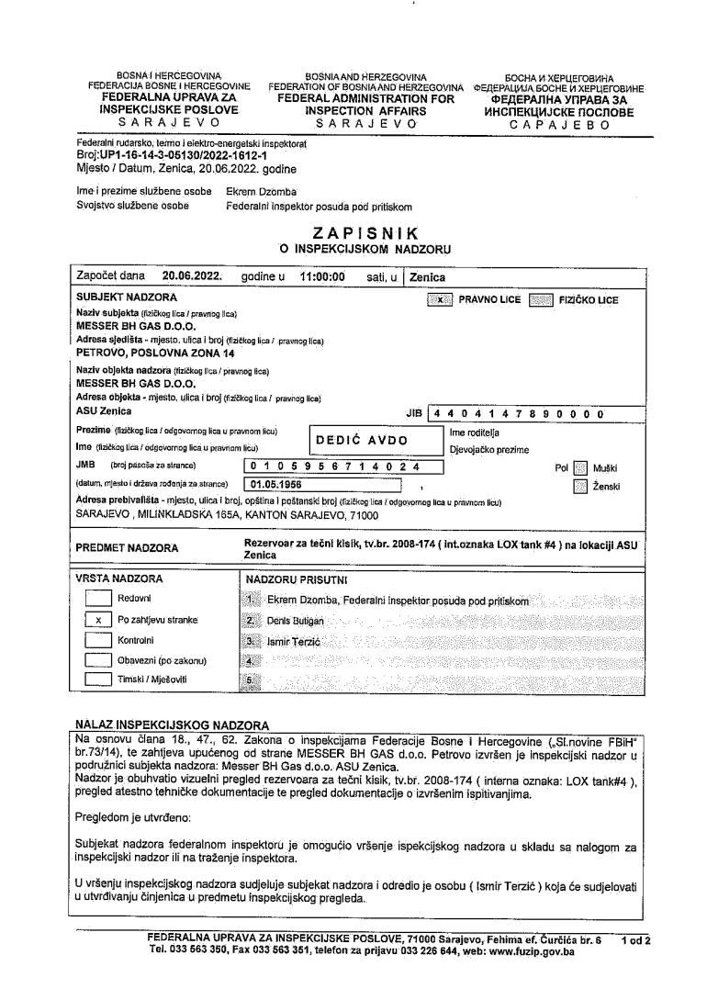 BOSNA I HERCEGOVINA
FEDERACIJA BOSNE I HERCEGOVINE
FEDERALNA UPRAVA ZA
INSPEKCIJSKE POSLOVE
S A R A J E V O
BOSNIA AND HERZEGOVINA
FEDERATION OF BOSNIA AND HERZEGOVINA
FEDERAL ADMINISTRATION FOR
INSPECTION AFFAIRS
S A R A J E V O
БОСНА И ХЕРЦЕГОВИНА
ФЕДЕРАЦИЈА БОСНЕ И ХЕРЦЕГОВИНЕ
ФЕДЕРАЛНА УПРАВА ЗА
ИНСПЕКЦИЈСКЕ ПОСЛОВЕ
С А Р А Ј Е В О
Federalni rudarsko, termo i elektro-energetski inspektorat
Broj:UP1-16-14-3-05130/2022-1612-1
Mjesto / Datum, Zenica, 20.06.2022. godine
Ime i prezime službene osobe Ekrem Dzomba
Svojstvo službene osobe Federalni inspektor posuda pod pritiskom
Z A P I S N I K
O INSPEKCIJSKOM NADZORU
Započet dana 20.06.2022. godine u 11:00:00 sati, u Zenica
SUBJEKT NADZORA x PRAVNO LICE FIZIČKO LICE
Naziv subjekta (fizičkog lica / pravnog lica)
MESSER BH GAS D.O.O.
Adresa sjedišta - mjesto, ulica i broj (fizičkog lica / pravnog lica)
PETROVO, POSLOVNA ZONA 14
Naziv objekta nadzora (fizičkog lica / pravnog lica)
MESSER BH GAS D.O.O.
Adresa objekta - mjesto, ulica i broj (fizičkog lica / pravnog lica)
ASU Zenica JIB 4 4 0 4 1 4 7 8 9 0 0 0 0
Prezime (fizičkog lica / odgovornog lica u pravnom licu) DEDIĆ AVDO Ime roditelja
Ime (fizičkog lica / odgovornog lica u pravnom licu) Djevojačko prezime
JMB (broj pasoša za strance) 0 1 0 5 9 5 6 7 1 4 0 2 4 Pol Muški
(datum, mjesto i država rođenja za strance) 01.05.1956 , Ženski
Adresa prebivališta - mjesto, ulica i broj, opština i poštanski broj (fizičkog lica / odgovornog lica u pravnom licu)
SARAJEVO , MILINKLADSKA 165A, KANTON SARAJEVO, 71000
PREDMET NADZORA Rezervoar za tečni kisik, tv.br. 2008-174 ( int.oznaka LOX tank #4 ) na lokaciji ASU
Zenica
VRSTA NADZORA
Redovni
x Po zahtjevu stranke
Kontrolni
Obavezni (po zakonu)
Timski / Mješoviti
NADZORU PRISUTNI
1. Ekrem Dzomba, Federalni inspektor posuda pod pritiskom
2. Denis Butigan
3. Ismir Terzić
4.
5.
NALAZ INSPEKCIJSKOG NADZORA
Na osnovu člana 18., 47., 62. Zakona o inspekcijama Federacije Bosne i Hercegovine („Sl.novine FBiH“
br.73/14), te zahtjeva upućenog od strane MESSER BH GAS d.o.o. Petrovo izvršen je inspekcijski nadzor u
podružnici subjekta nadzora: Messer BH Gas d.o.o. ASU Zenica.
Nadzor je obuhvatio vizuelni pregled rezervoara za tečni kisik, tv.br. 2008-174 ( interna oznaka: LOX tank#4 ),
pregled atestno tehničke dokumentacije te pregled dokumentacije o izvršenim ispitivanjima.
Pregledom je utvrđeno:
Subjekat nadzora federalnom inspektoru je omogućio vršenje ispekcijskog nadzora u skladu sa nalogom za
inspekcijski nadzor ili na traženje inspektora.
U vršenju inspekcijskog nadzora sudjeluje subjekat nadzora i odredio je osobu ( Ismir Terzić ) koja će sudjelovati
u utvrđivanju činjenica u predmetu inspekcijskog pregleda.
FEDERALNA UPRAVA ZA INSPEKCIJSKE POSLOVE, 71000 Sarajevo, Fehima ef. Čurčića br. 6 1 od 2
Tel. 033 563 350, Fax 033 563 351, telefon za prijavu 033 226 644, web: www.fuzip.gov.ba